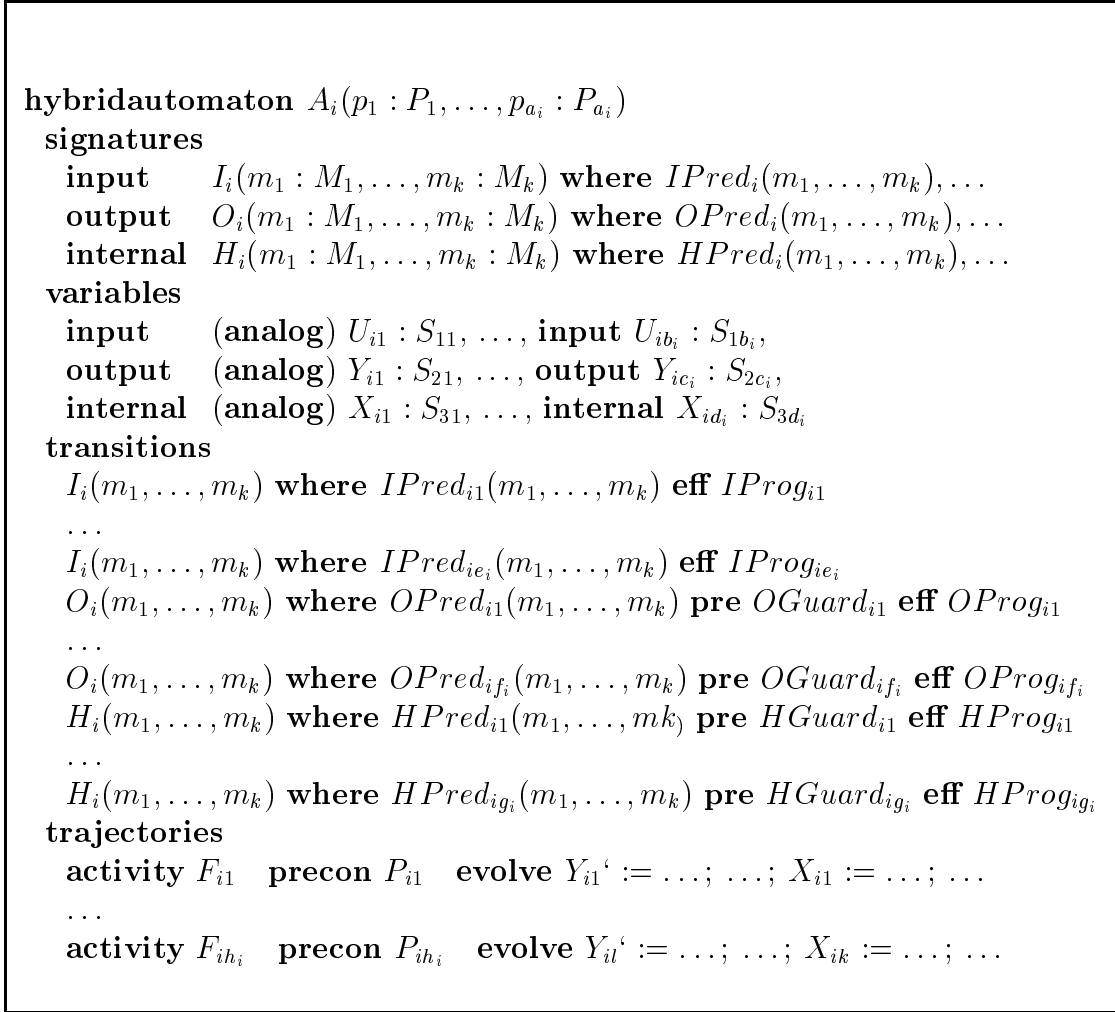 hybridautomaton A_i(p_1 : P_1, . . . , p_{a_i} : P_{a_i})
signatures
input I_i(m_1 : M_1, . . . , m_k : M_k) where IPred_i(m_1, . . . , m_k), . . .
output O_i(m_1 : M_1, . . . , m_k : M_k) where OPred_i(m_1, . . . , m_k), . . .
internal H_i(m_1 : M_1, . . . , m_k : M_k) where HPred_i(m_1, . . . , m_k), . . .
variables
input (analog) U_{i1} : S_{11}, . . . , input U_{ib_i} : S_{1b_i},
output (analog) Y_{i1} : S_{21}, . . . , output Y_{ic_i} : S_{2c_i},
internal (analog) X_{i1} : S_{31}, . . . , internal X_{id_i} : S_{3d_i}
transitions
I_i(m_1, . . . , m_k) where IPred_{i1}(m_1, . . . , m_k) eff IProg_{i1}
. . .
I_i(m_1, . . . , m_k) where IPred_{ie_i}(m_1, . . . , m_k) eff IProg_{ie_i}
O_i(m_1, . . . , m_k) where OPred_{i1}(m_1, . . . , m_k) pre OGuard_{i1} eff OProg_{i1}
. . .
O_i(m_1, . . . , m_k) where OPred_{if_i}(m_1, . . . , m_k) pre OGuard_{if_i} eff OProg_{if_i}
H_i(m_1, . . . , m_k) where HPred_{i1}(m_1, . . . , mk_) pre HGuard_{i1} eff HProg_{i1}
. . .
H_i(m_1, . . . , m_k) where HPred_{ig_i}(m_1, . . . , m_k) pre HGuard_{ig_i} eff HProg_{ig_i}
trajectories
activity F_{i1} precon P_{i1} evolve Y_{i1}‘ := . . . ; . . . ; X_{i1} := . . . ; . . .
. . .
activity F_{ih_i} precon P_{ih_i} evolve Y_{il}‘ := . . . ; . . . ; X_{ik} := . . . ; . . .